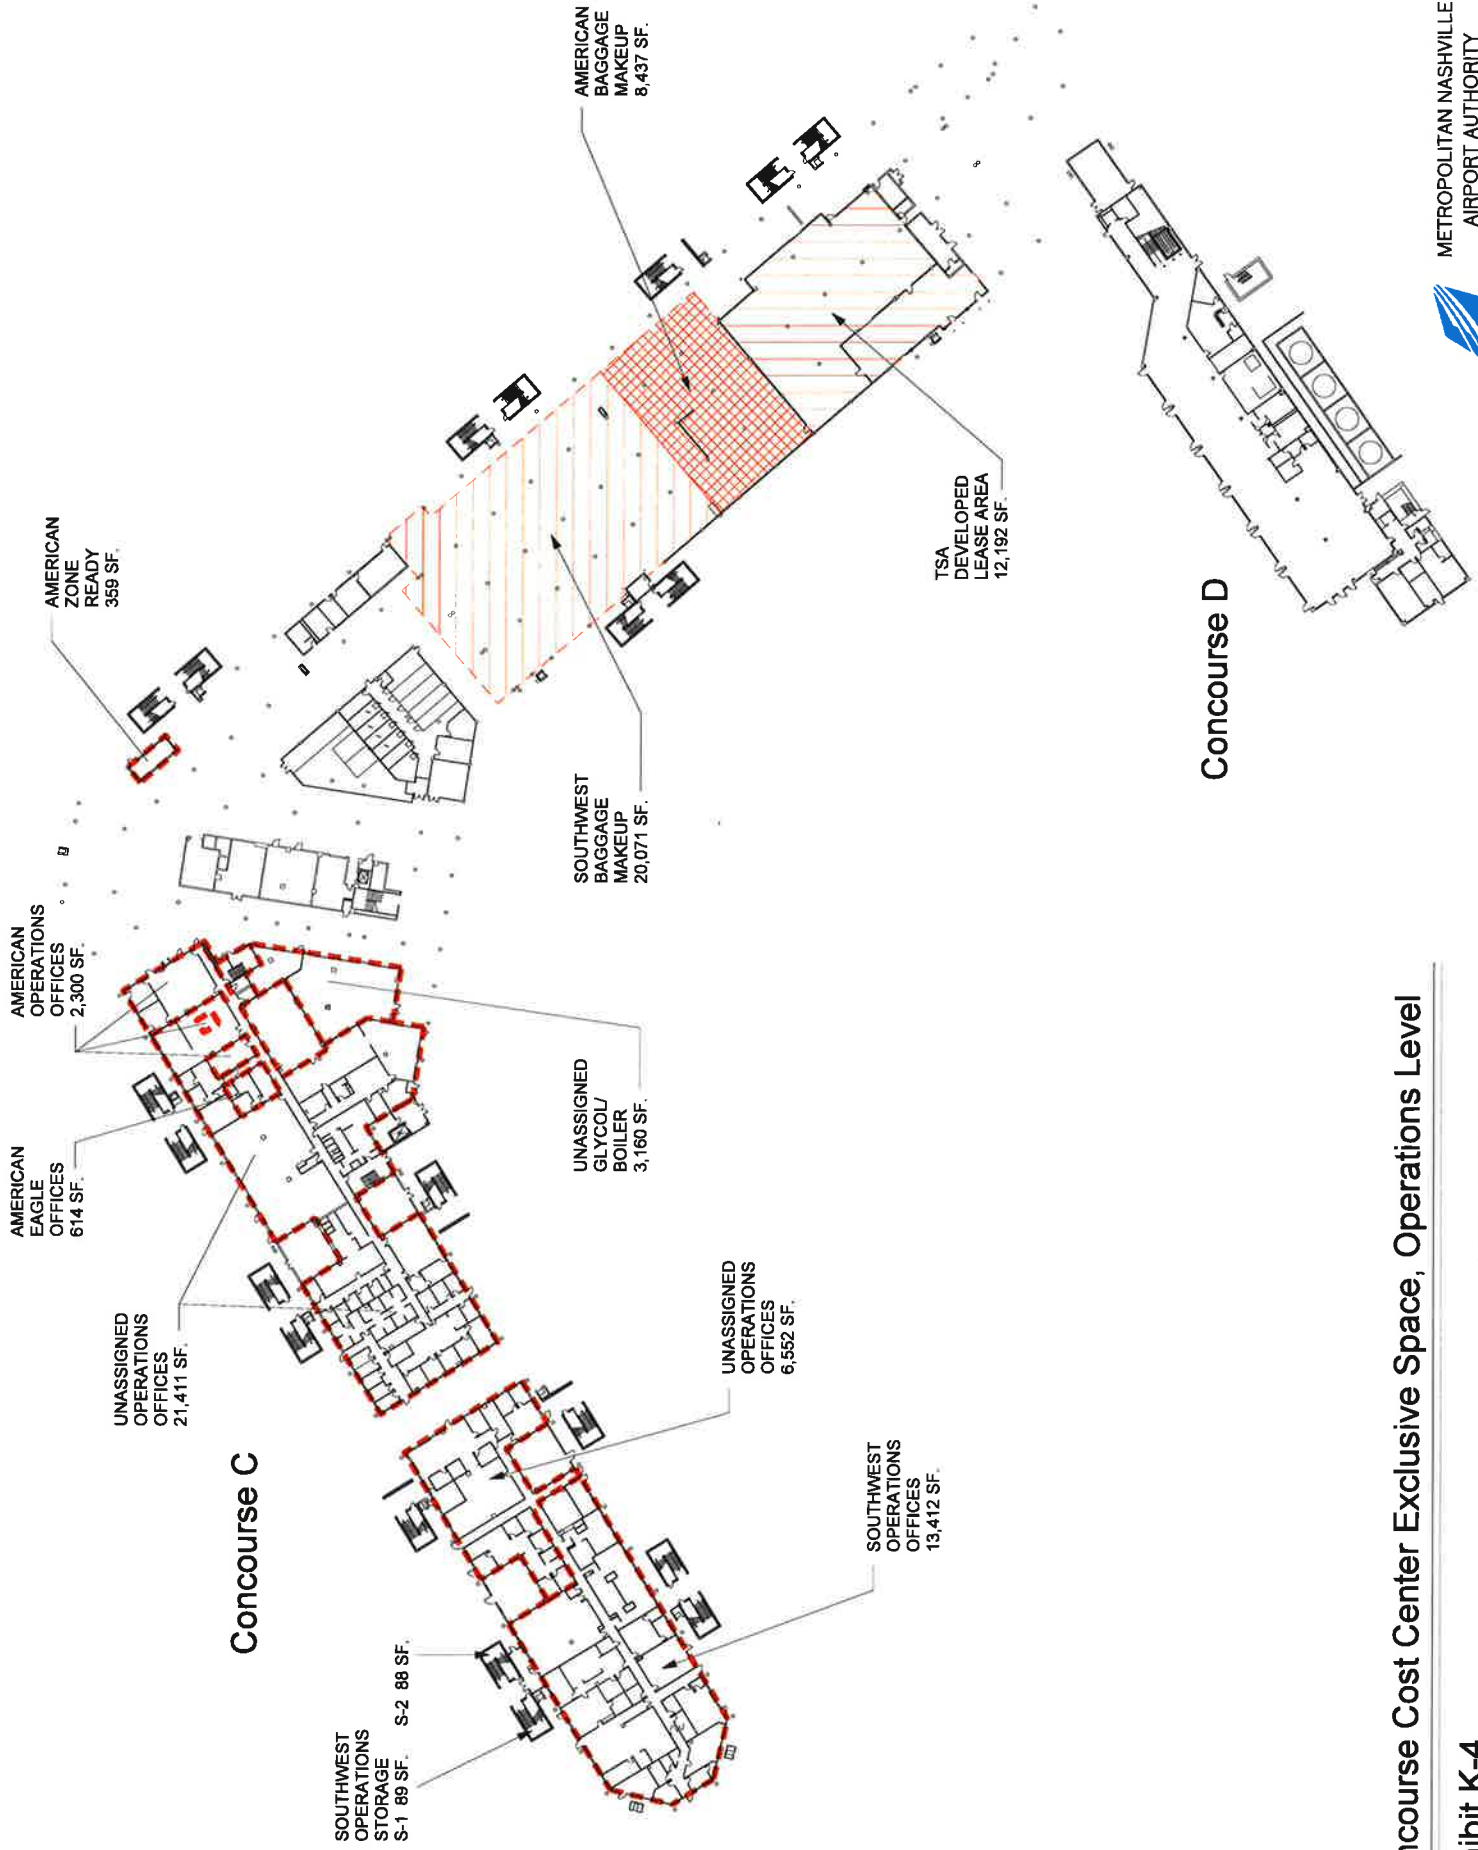 AMERICAN
EAGLE
OFFICES
614 SF.
AMERICAN
OPERATIONS
OFFICES
2,300 SF.
AMERICAN
ZONE
READY
359 SF.
AMERICAN
BAGGAGE
MAKEUP
8,437 SF.
UNASSIGNED
OPERATIONS
OFFICES
21,411 SF.
Concourse C
SOUTHWEST
OPERATIONS
STORAGE
S-1 89 SF. S-2 88 SF.
UNASSIGNED
GLYCOL/
BOILER
3,160 SF.
SOUTHWEST
BAGGAGE
MAKEUP
20,071 SF.
UNASSIGNED
OPERATIONS
OFFICES
6,552 SF.
SOUTHWEST
OPERATIONS
OFFICES
13,412 SF.
TSA
DEVELOPED
LEASE AREA
12,192 SF.
Concourse D
ncourse Cost Center Exclusive Space, Operations Level
ibit K-4
METROPOLITAN NASHVILLE
AIRPORT AUTHORITY